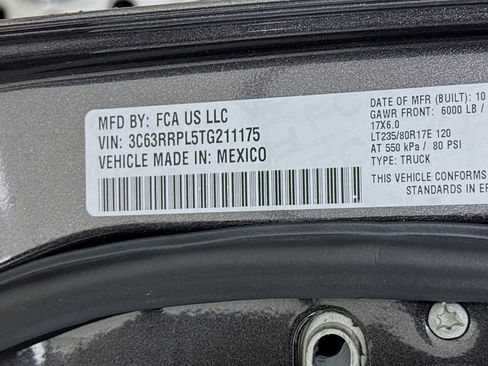 MFD BY: FCA US LLC
VIN: 3C63RRPL5TG211175
VEHICLE MADE IN: MEXICO
DATE OF MFR (BUILT): 10
GAWR FRONT: 6000 LB /
17X6.0
LT235/80R17E 120
AT 550 kPa / 80 PSI
TYPE: TRUCK
THIS VEHICLE CONFORMS
STANDARDS IN